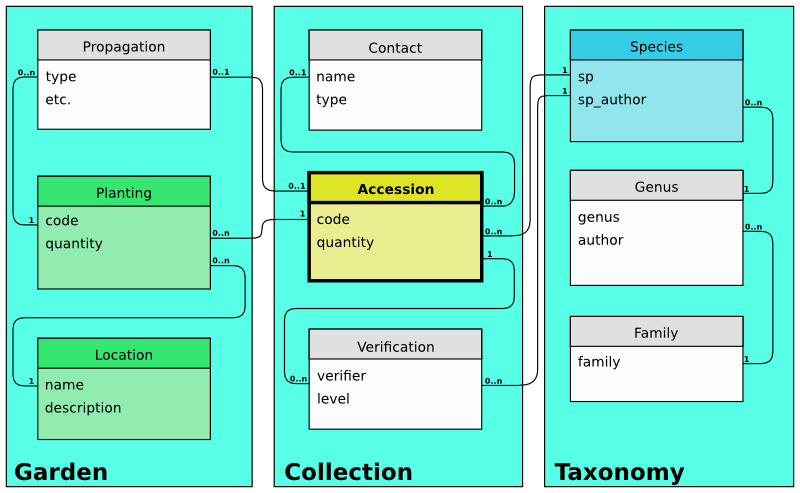 Propagation
0..n
0..1
type
etc.
Planting
1
code
quantity
0..n
0..n
Location
1
name
description
Garden
Contact
0..1
name
type
0..1
Accession
0..n
1
code
quantity
0..n
1
Verification
0..n
verifier
level
0..n
Collection
Species
1
sp
1
sp_author
0..n
Genus
1
genus
author
0..n
Family
family
1
Taxonomy